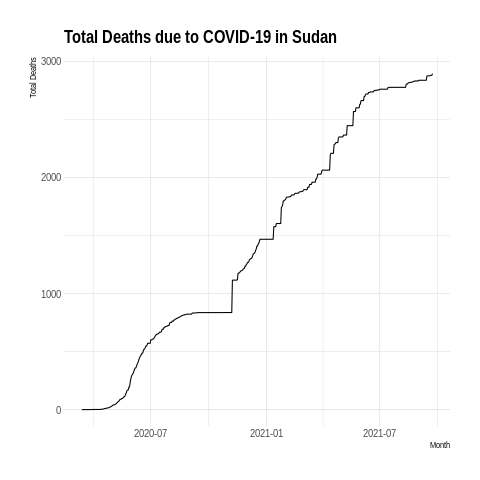 Total Deaths due to COVID-19 in Sudan
Total Deaths
3000
2000
1000
0
2020-07 2021-01 2021-07
Month